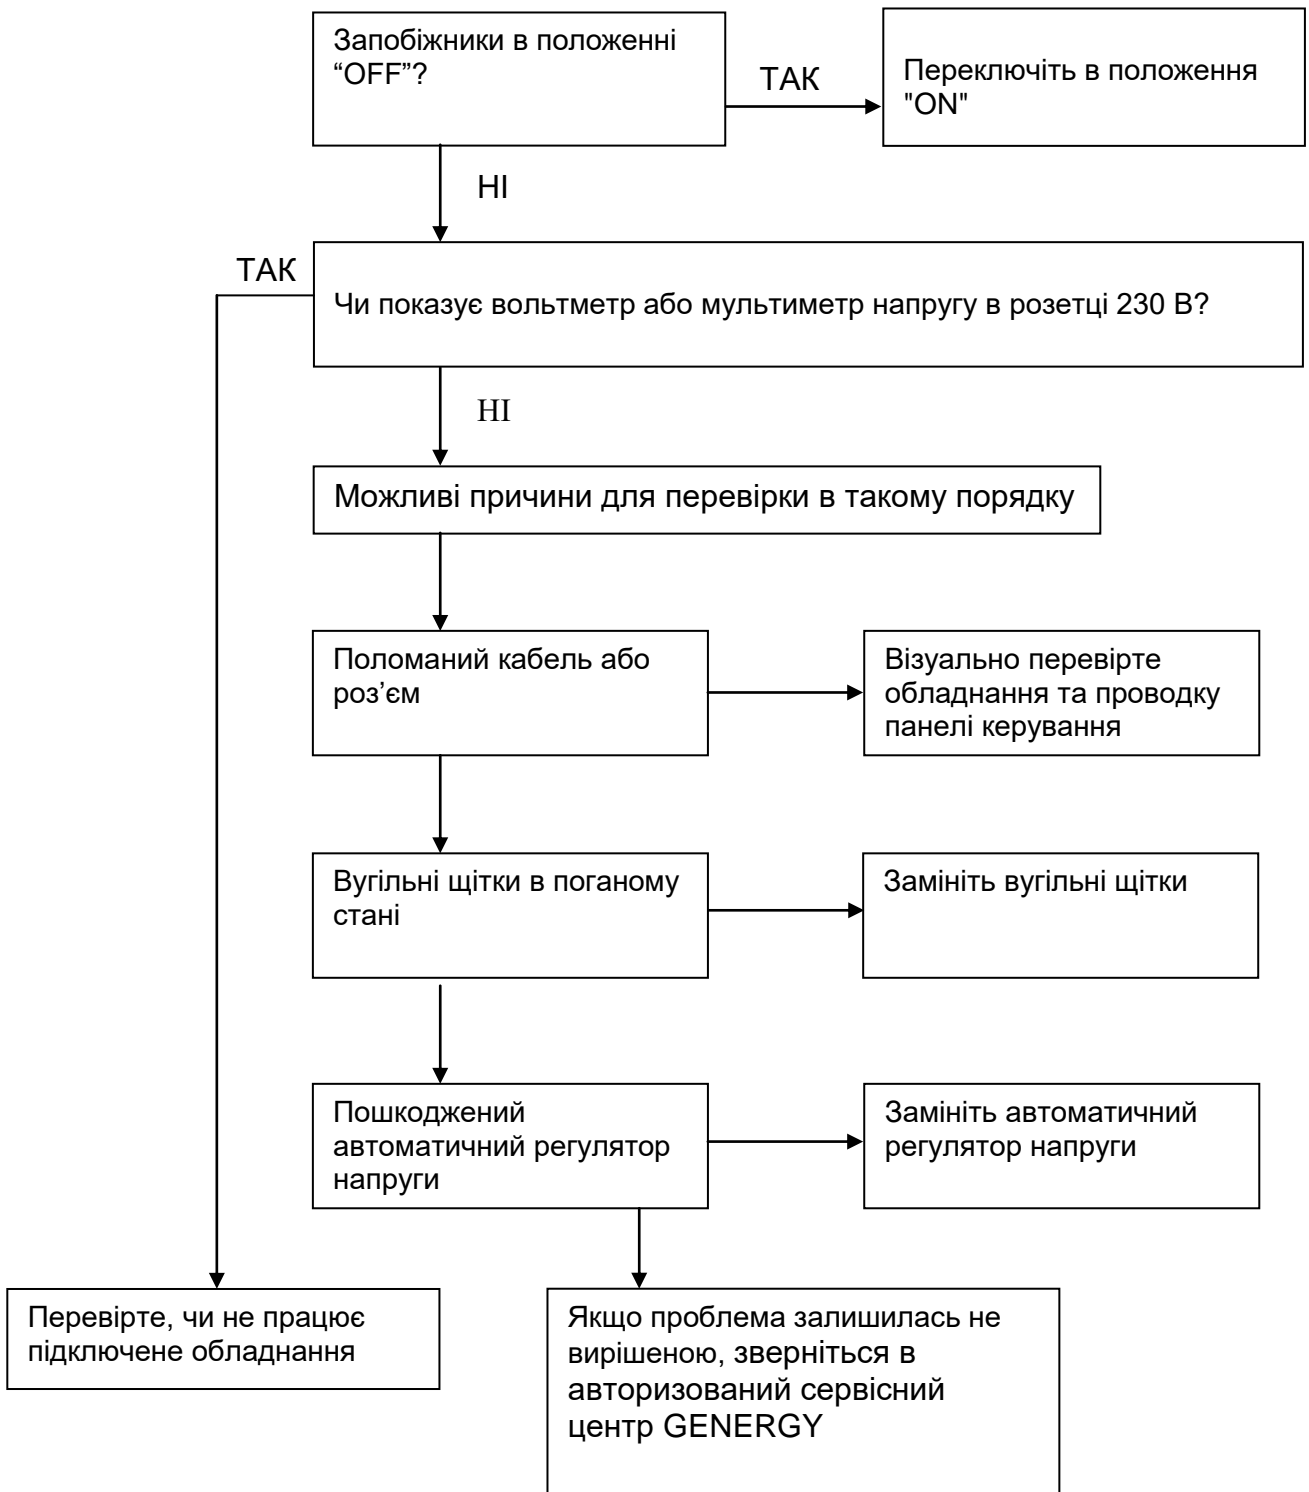 Запобіжники в положенні
“OFF”?
ТАК
Переключіть в положення
"ON"
НІ
ТАК
Чи показує вольтметр або мультиметр напругу в розетці 230 В?
НІ
Можливі причини для перевірки в такому порядку
Поломаний кабель або
роз’єм
Візуально перевірте
обладнання та проводку
панелі керування
Вугільні щітки в поганому
стані
Замініть вугільні щітки
Пошкоджений
автоматичний регулятор
напруги
Замініть автоматичний
регулятор напруги
Перевірте, чи не працює
підключене обладнання
Якщо проблема залишилась не
вирішеною, зверніться в
авторизований сервісний
центр GENERGY